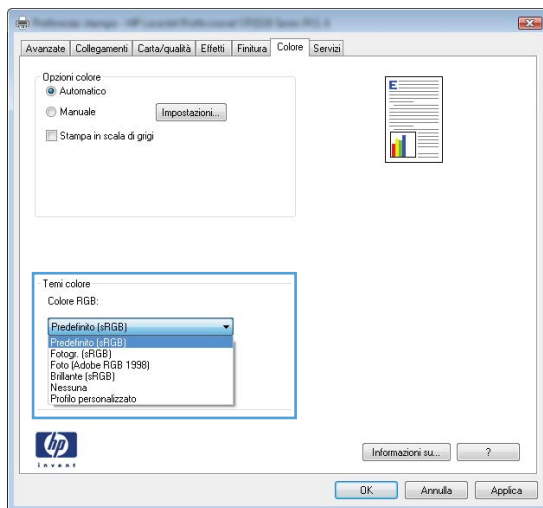 Avanzate Collegamenti Carta/qualità Effetti Finitura Colore Servizi
Opzioni colore
Automatico
Manuale Impostazioni...
Stampa in scala di grigi
E
Temi colore
Colore RGB:
Predefinito (sRGB)
Predefinito (sRGB)
Fotogr. (sRGB)
Foto (Adobe RGB 1998)
Brillante (sRGB)
Nessuna
Profilo personalizzato
hp
invent
Informazioni su... ?
OK Annulla Applica